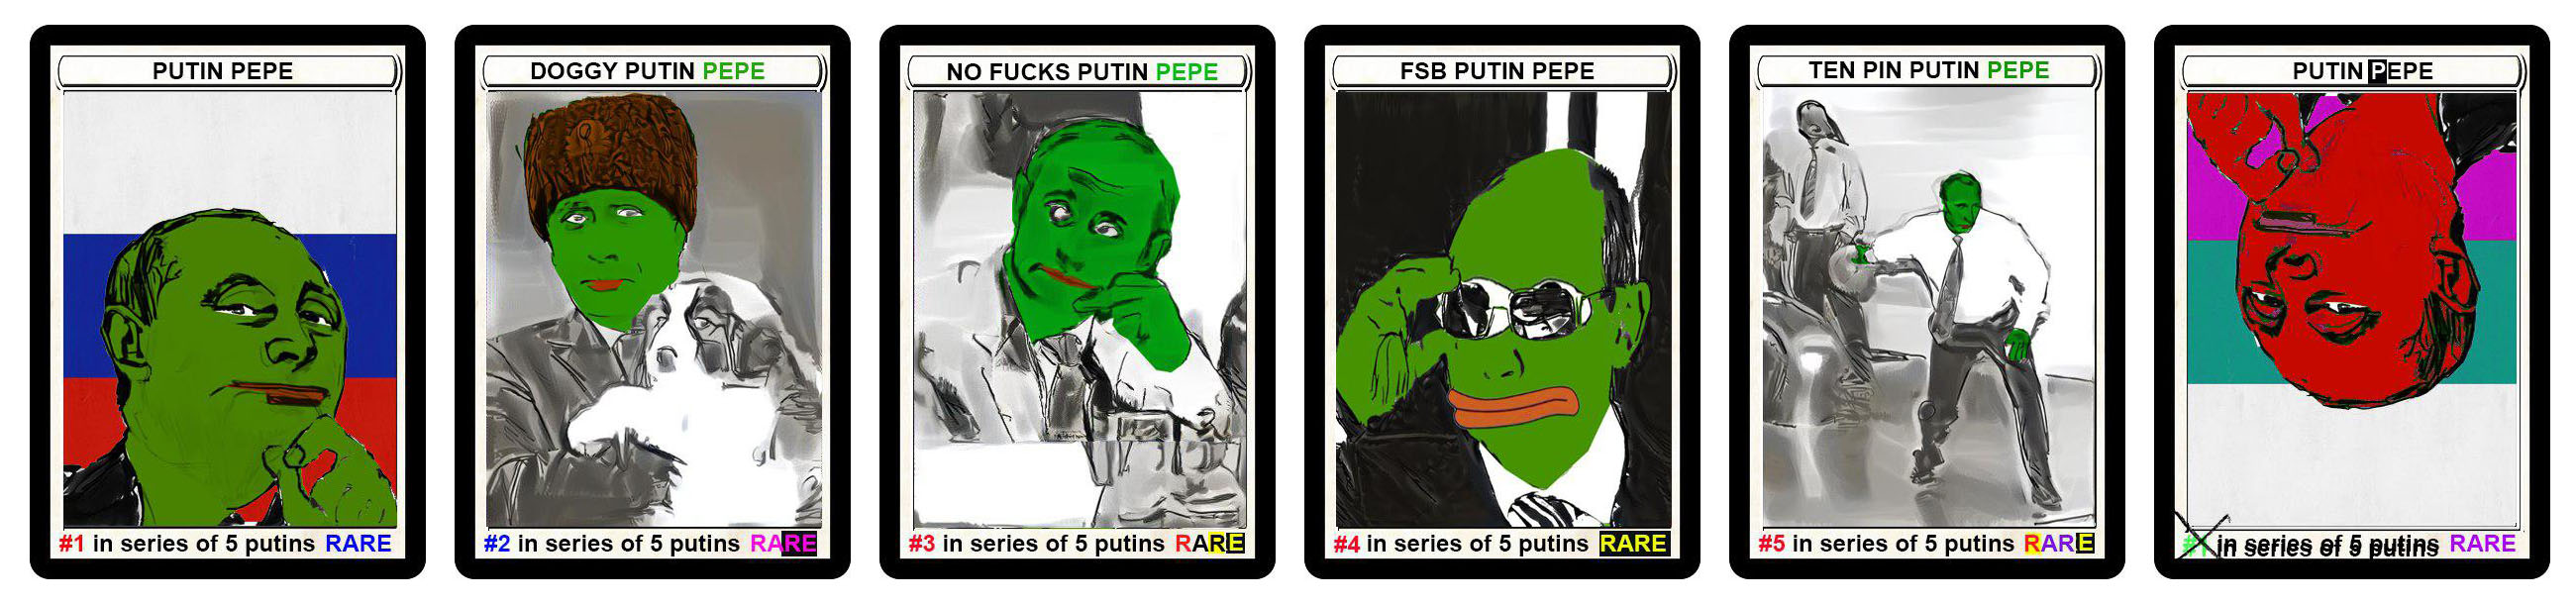 PUTIN PEPE
#1 in series of 5 putins RARE
DOGGY PUTIN PEPE
#2 in series of 5 putins RARE
NO FUCKS PUTIN PEPE
#3 in series of 5 putins RARE
FSB PUTIN PEPE
#4 in series of 5 putins RARE
TEN PIN PUTIN PEPE
#5 in series of 5 putins RARE
PUTIN PEPE
#1 in series of 5 putins RARE